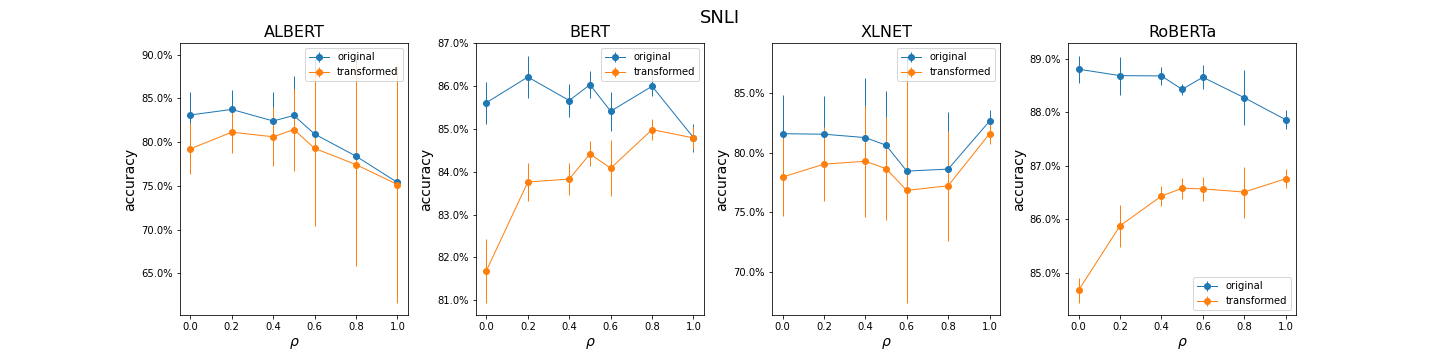 SNLI
ALBERT
original
transformed
90.0%
85.0%
80.0%
75.0%
70.0%
65.0%
accuracy
0.0 0.2 0.4 0.6 0.8 1.0
ρ
BERT
original
transformed
87.0%
86.0%
85.0%
84.0%
83.0%
82.0%
81.0%
accuracy
0.0 0.2 0.4 0.6 0.8 1.0
ρ
XLNET
original
transformed
85.0%
80.0%
75.0%
70.0%
accuracy
0.0 0.2 0.4 0.6 0.8 1.0
ρ
RoBERTa
89.0%
88.0%
87.0%
86.0%
85.0%
accuracy
original
transformed
0.0 0.2 0.4 0.6 0.8 1.0
ρ